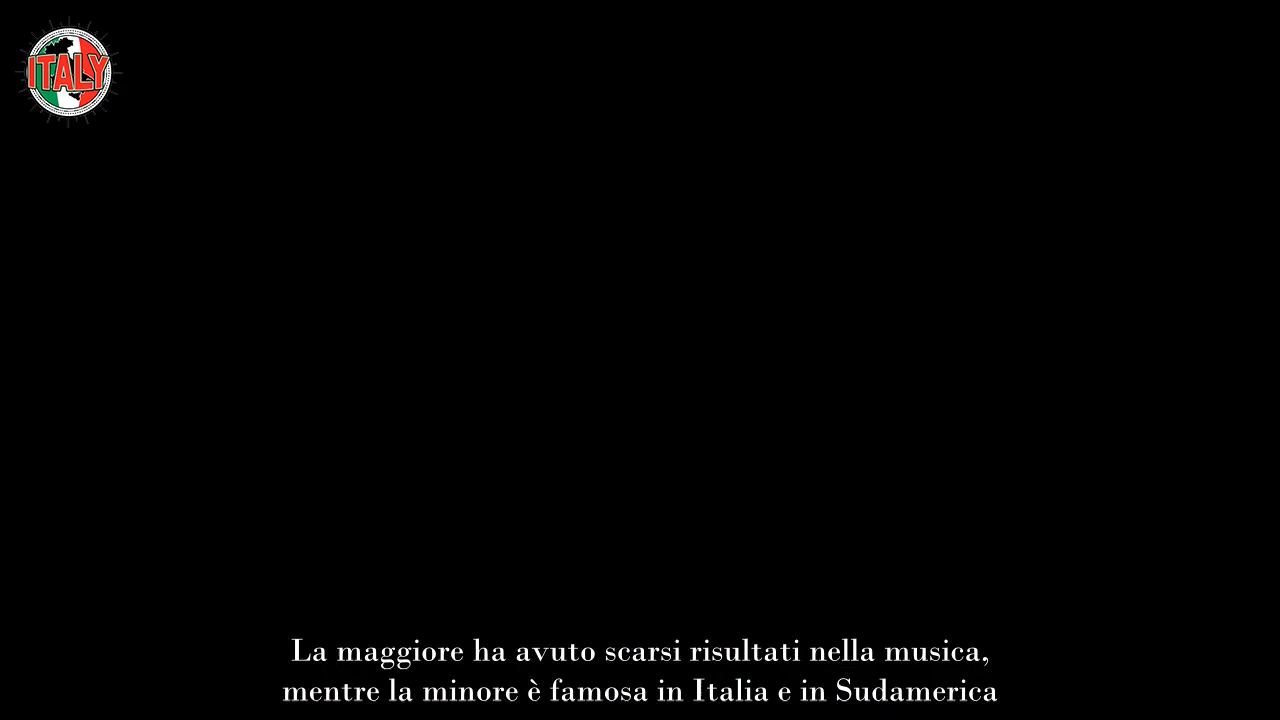 ITALY
La maggiore ha avuto scarsi risultati nella musica,
mentre la minore è famosa in Italia e in Sudamerica